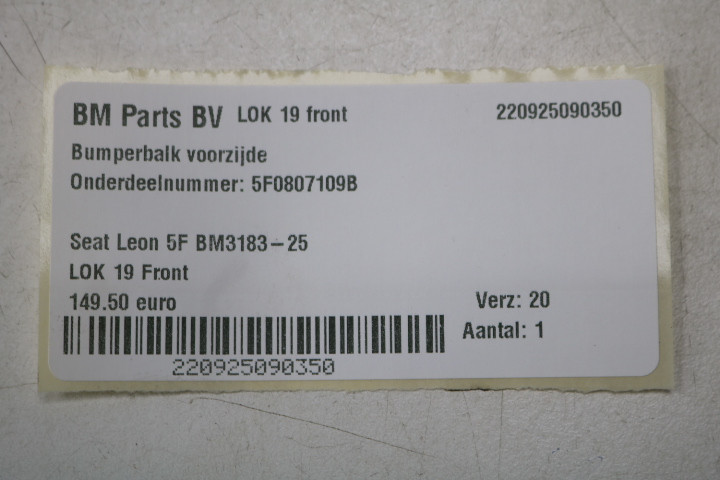 BM Parts BV LOK 19 front 220925090350
Bumperbalk voorzijde
Onderdeelnummer: 5F0807109B
Seat Leon 5F BM3183-25
LOK 19 Front
149.50 euro Verz: 20
Aantal: 1
220925090350